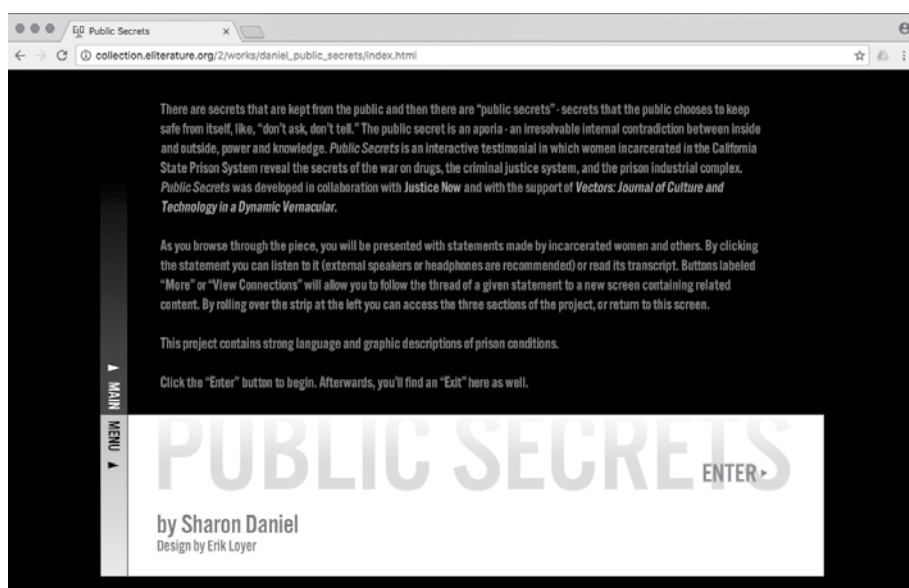 Public Secrets
collection.eliterature.org/2/works/daniel_public_secrets/index.html
There are secrets that are kept from the public and then there are “public secrets” - secrets that the public chooses to keep
safe from itself, like, “don’t ask, don’t tell.” The public secret is an aporia - an irresolvable internal contradiction between inside
and outside, power and knowledge. Public Secrets is an interactive testimonial in which women incarcerated in the California
State Prison System reveal the secrets of the war on drugs, the criminal justice system, and the prison industrial complex.
Public Secrets was developed in collaboration with Justice Now and with the support of Vectors: Journal of Culture and
Technology in a Dynamic Vernacular.
As you browse through the piece, you will be presented with statements made by incarcerated women and others. By clicking
the statement you can listen to it (external speakers or headphones are recommended) or read its transcript. Buttons labeled
“More” or “View Connections” will allow you to follow the thread of a given statement to a new screen containing related
content. By rolling over the strip at the left you can access the three sections of the project, or return to this screen.
This project contains strong language and graphic descriptions of prison conditions.
Click the “Enter” button to begin. Afterwards, you’ll find an “Exit” here as well.
MAIN MENU
PUBLIC SECRETS
ENTER
by Sharon Daniel
Design by Erik Loyer